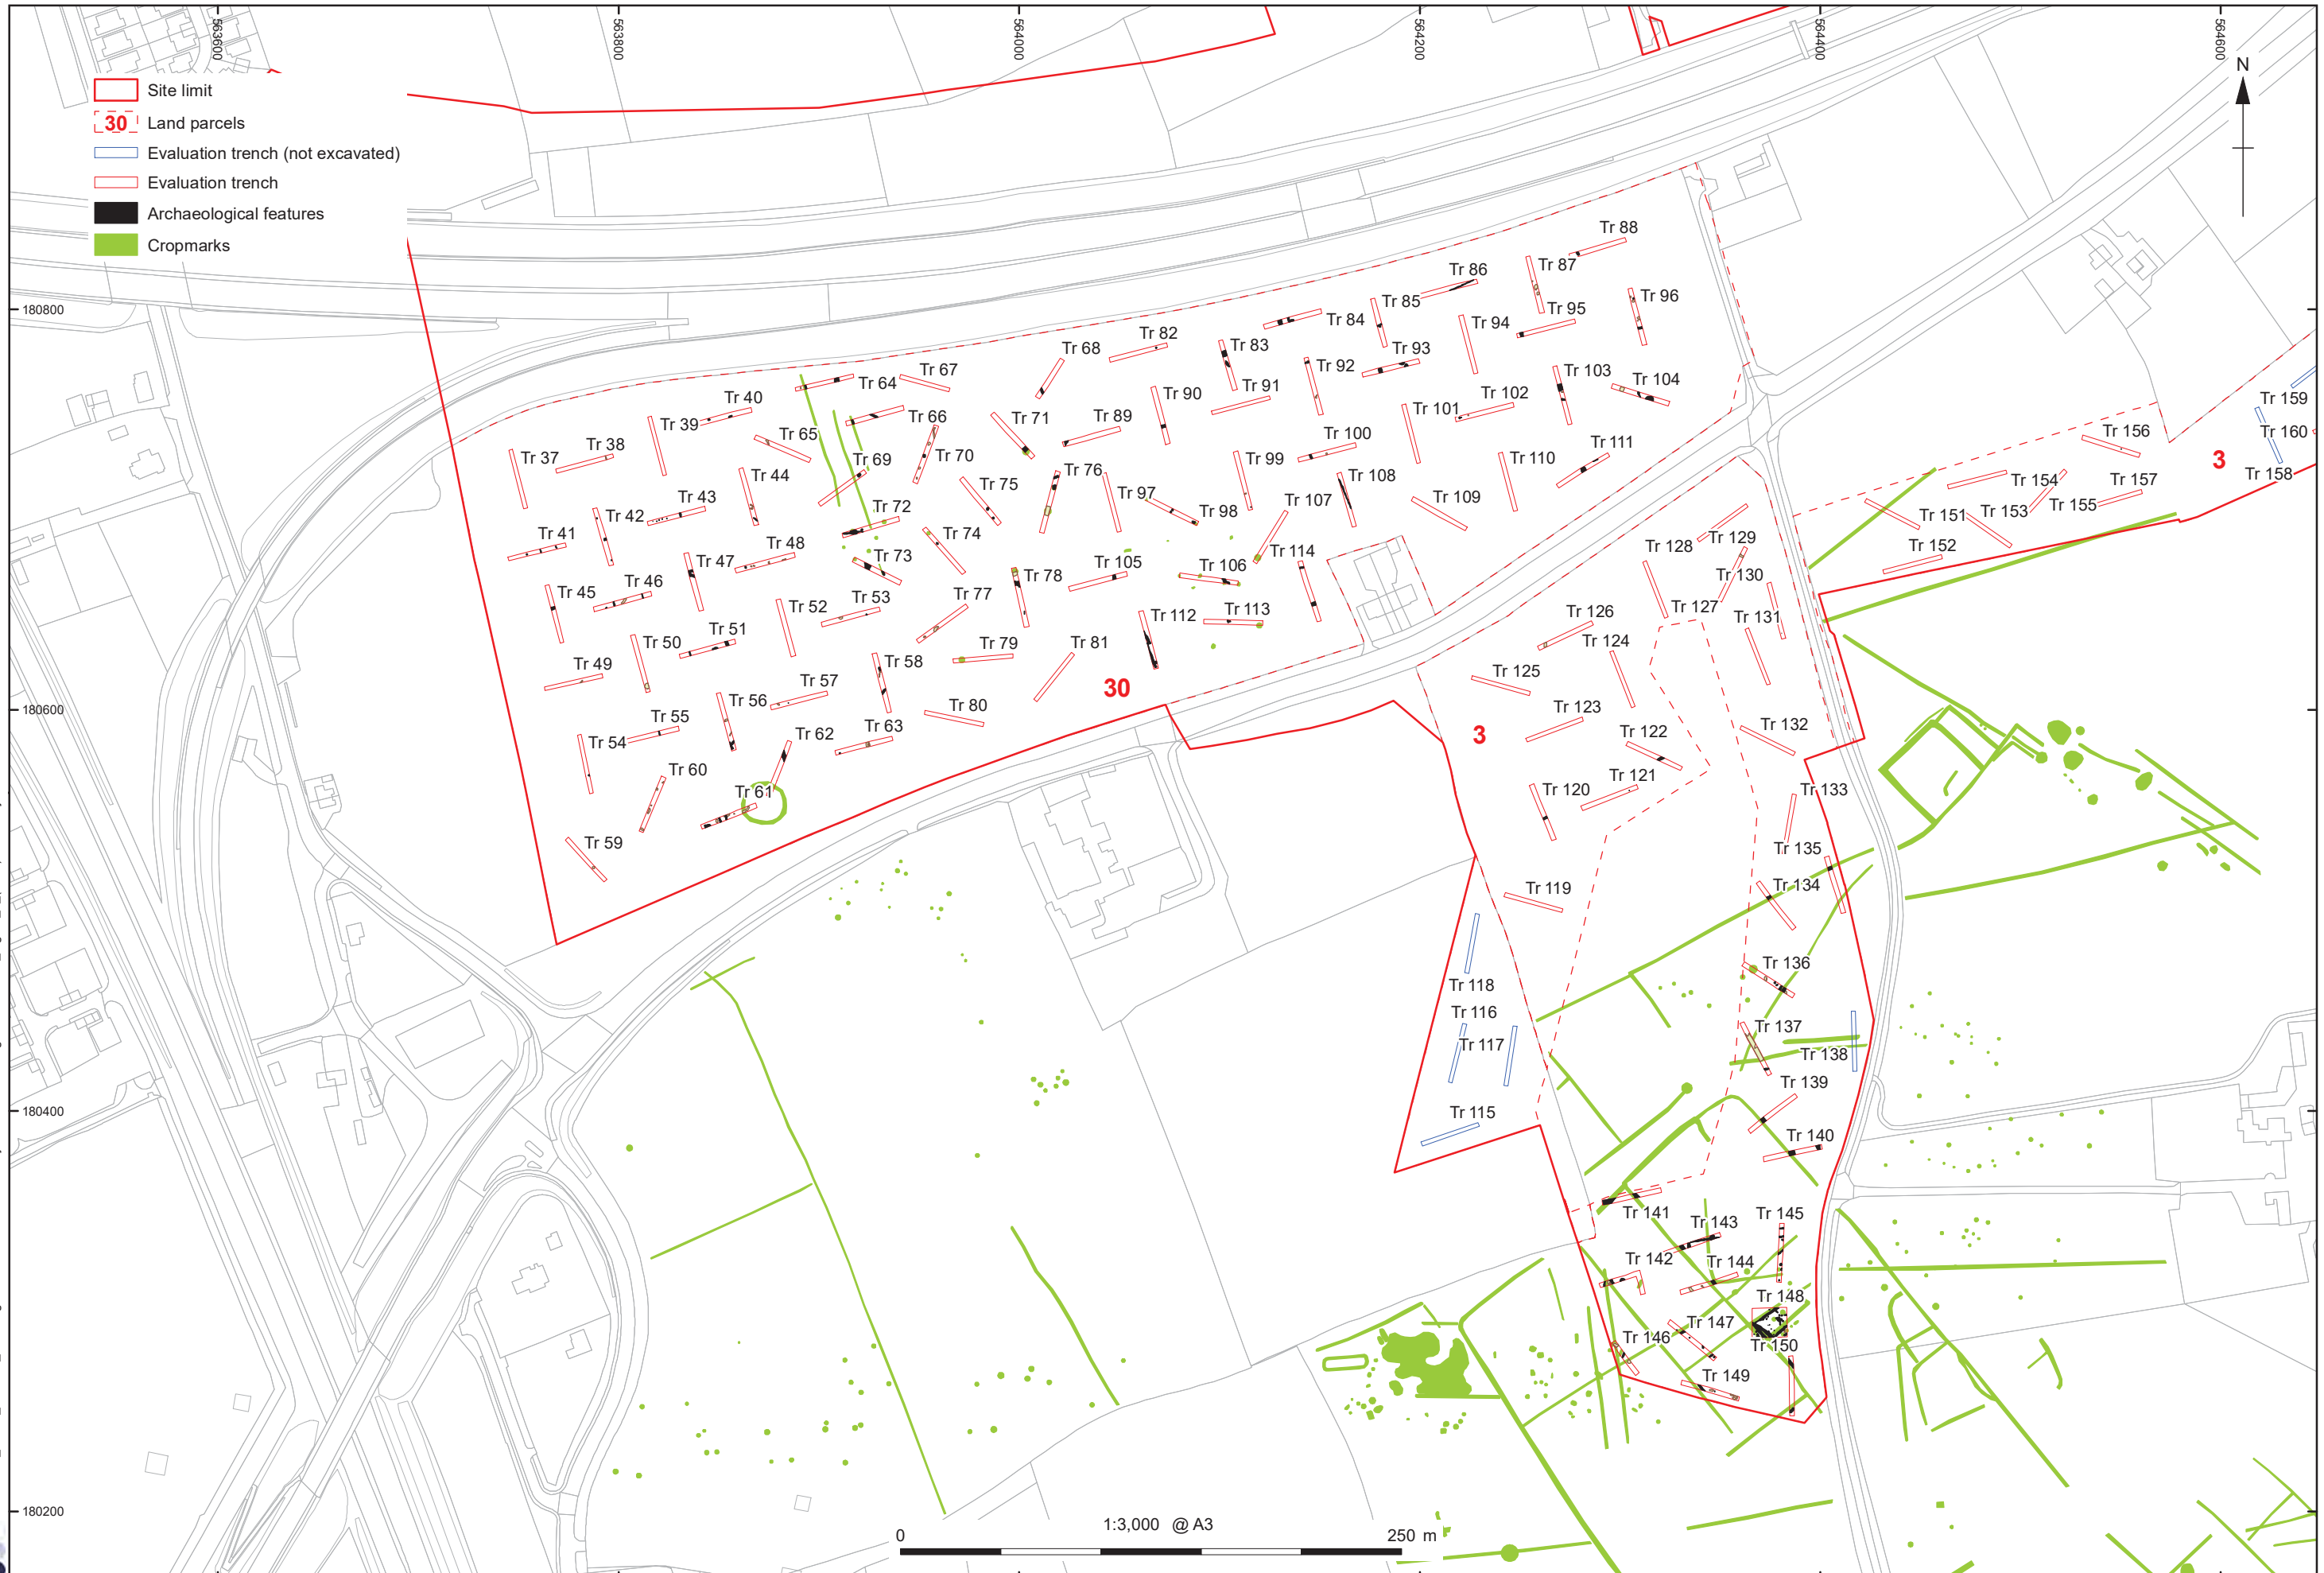 563600
563800
564000
564200
564400
564600
N
Site limit
30 Land parcels
Evaluation trench (not excavated)
Evaluation trench
Archaeological features
Cropmarks
180800
180600
180400
180200
Tr 88
Tr 87
Tr 86
Tr 96
Tr 85
Tr 95
Tr 84
Tr 94
Tr 82
Tr 83
Tr 93
Tr 68
Tr 92
Tr 103
Tr 67
Tr 64
Tr 91
Tr 104
Tr 90
Tr 102
Tr 40
Tr 101
Tr 66
Tr 71
Tr 89
Tr 39
Tr 65
Tr 100
Tr 111
Tr 38
Tr 37
Tr 70
Tr 69
Tr 99
Tr 110
Tr 76
Tr 44
Tr 108
Tr 75
Tr 97
Tr 43
Tr 107
Tr 109
Tr 42
Tr 72
Tr 98
Tr 41
Tr 74
Tr 48
Tr 114
Tr 47
Tr 73
Tr 105
Tr 106
Tr 78
Tr 46
Tr 45
Tr 77
Tr 52
Tr 53
Tr 112
Tr 113
Tr 51
Tr 50
Tr 79
Tr 81
Tr 49
Tr 58
Tr 57
30
Tr 56
Tr 80
Tr 55
Tr 63
Tr 62
Tr 54
Tr 60
Tr 61
Tr 59
Tr 159
Tr 160
Tr 156
3
Tr 158
Tr 154
Tr 157
Tr 155
Tr 151
Tr 153
Tr 152
Tr 129
Tr 128
Tr 130
Tr 127
Tr 126
Tr 131
Tr 124
Tr 125
Tr 123
Tr 132
3
Tr 122
Tr 121
Tr 120
Tr 133
Tr 135
Tr 134
Tr 119
Tr 136
Tr 118
Tr 116
Tr 137
Tr 117
Tr 138
Tr 139
Tr 115
Tr 140
Tr 141
Tr 143
Tr 145
Tr 142
Tr 144
Tr 148
Tr 147
Tr 146
Tr 150
Tr 149
1:3,000 @ A3
0 250 m